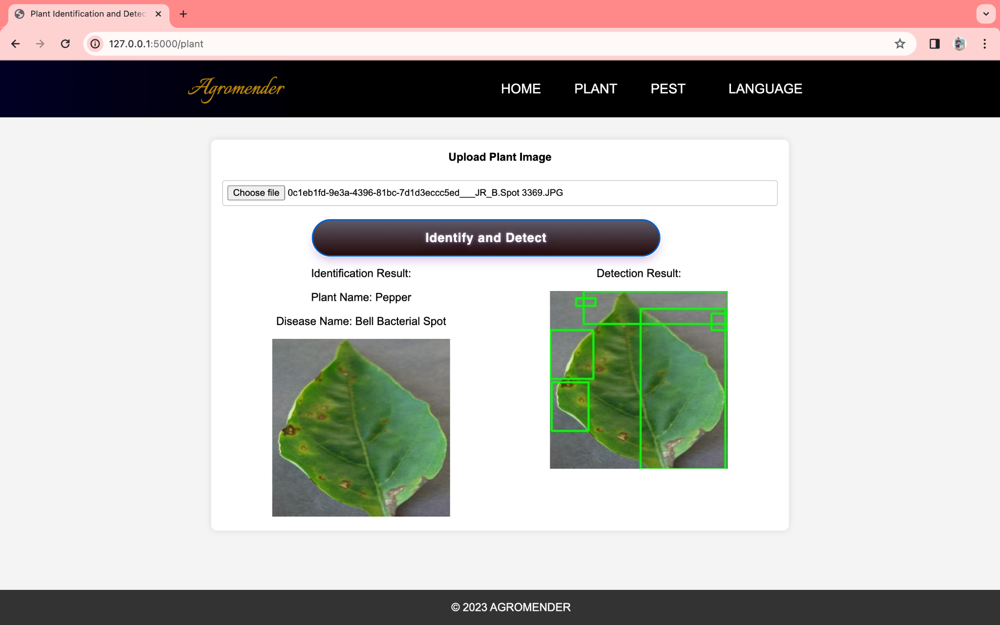 Plant Identification and Detec
127.0.0.1:5000/plant
Agromender
HOME PLANT PEST LANGUAGE
Upload Plant Image
Choose file 0c1eb1fd-9e3a-4396-81bc-7d1d3eccc5ed___JR_B.Spot 3369.JPG
Identify and Detect
Identification Result:
Plant Name: Pepper
Disease Name: Bell Bacterial Spot
Detection Result:
© 2023 AGROMENDER